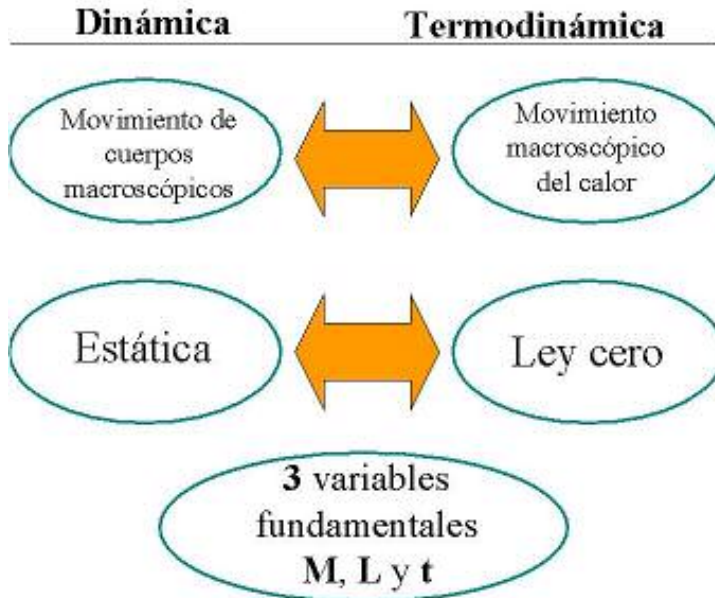 Dinámica
Termodinámica
Movimiento de
cuerpos
macroscópicos
Movimiento
macroscópico
del calor
Estática
Ley cero
3 variables
fundamentales
M, L y t